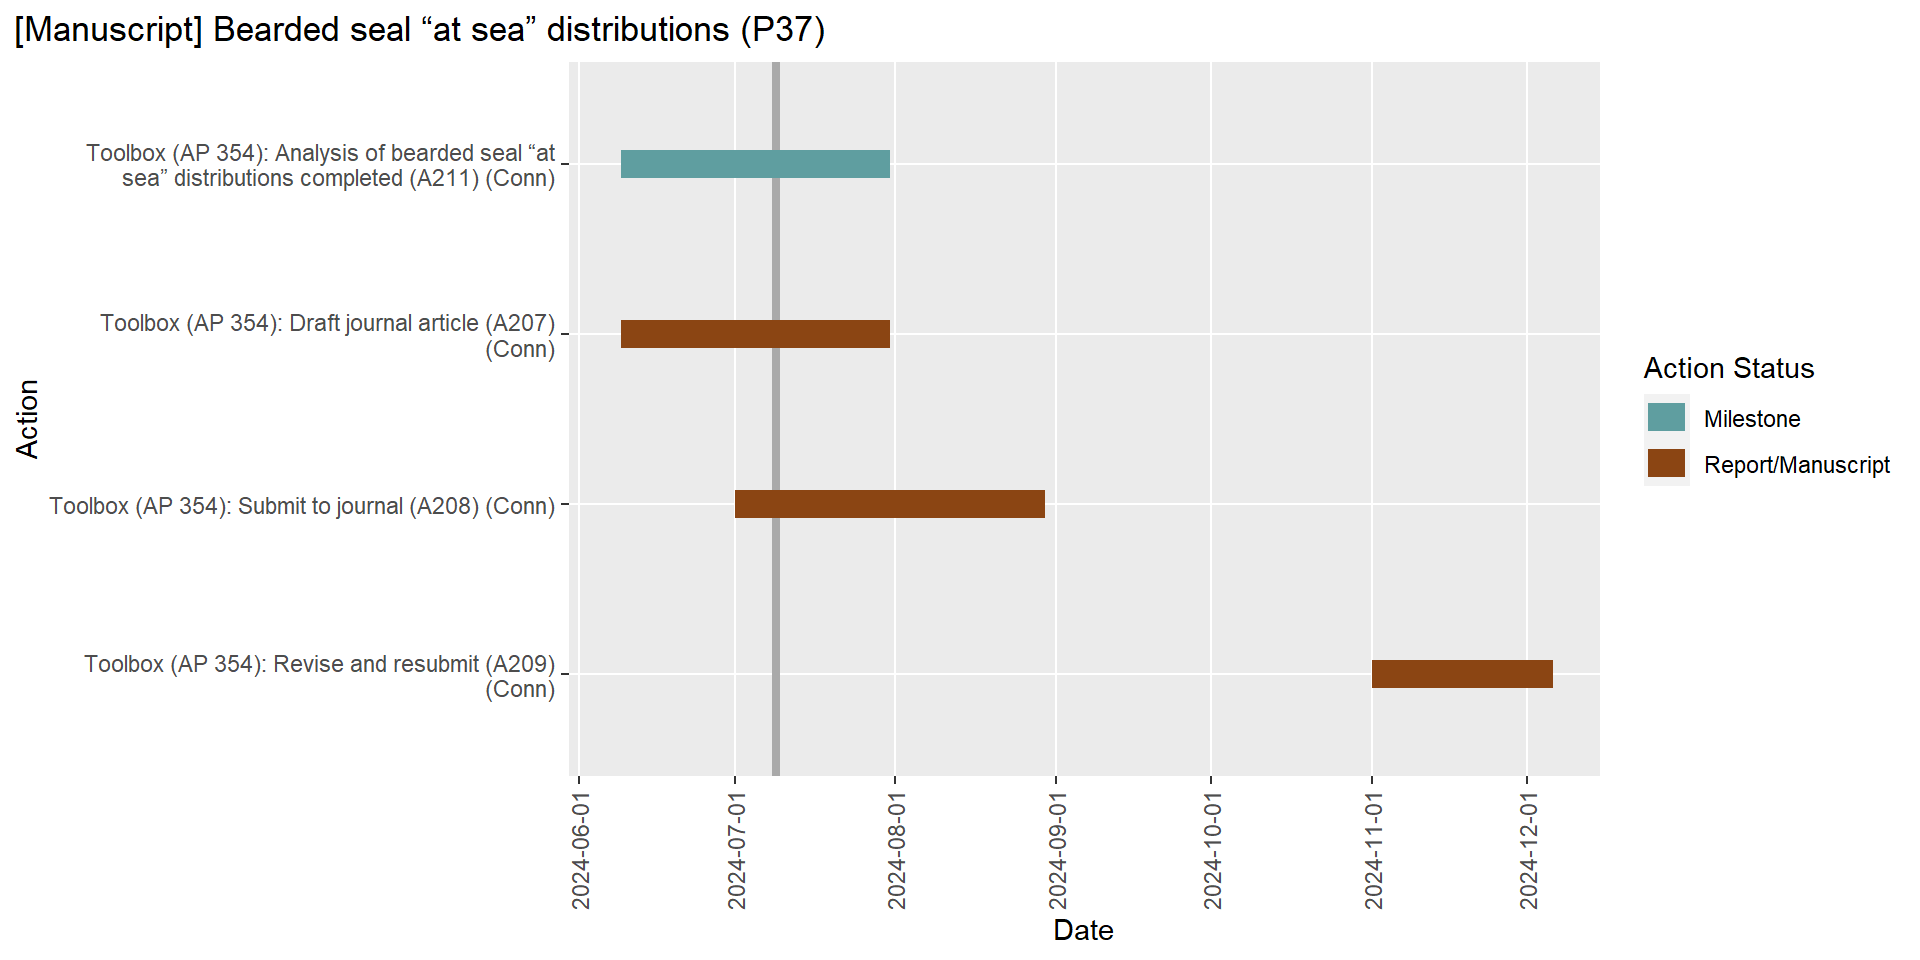 [Manuscript] Bearded seal “at sea” distributions (P37)
Toolbox (AP 354): Analysis of bearded seal “at
sea” distributions completed (A211) (Conn)
Toolbox (AP 354): Draft journal article (A207)
(Conn)
Toolbox (AP 354): Submit to journal (A208) (Conn)
Toolbox (AP 354): Revise and resubmit (A209)
(Conn)
Action
2024-06-01
2024-07-01
2024-08-01
2024-09-01
2024-10-01
2024-11-01
2024-12-01
Date
Action Status
Milestone
Report/Manuscript